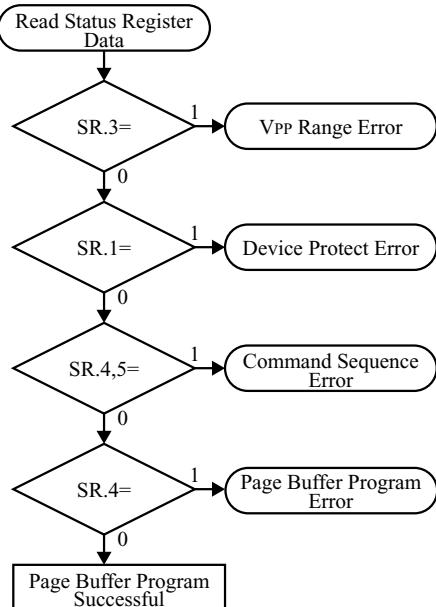 Read Status Register
Data
SR.3=
1
VPP Range Error
0
SR.1=
1
Device Protect Error
0
SR.4,5=
1
Command Sequence
Error
0
SR.4=
1
Page Buffer Program
Error
0
Page Buffer Program
Successful